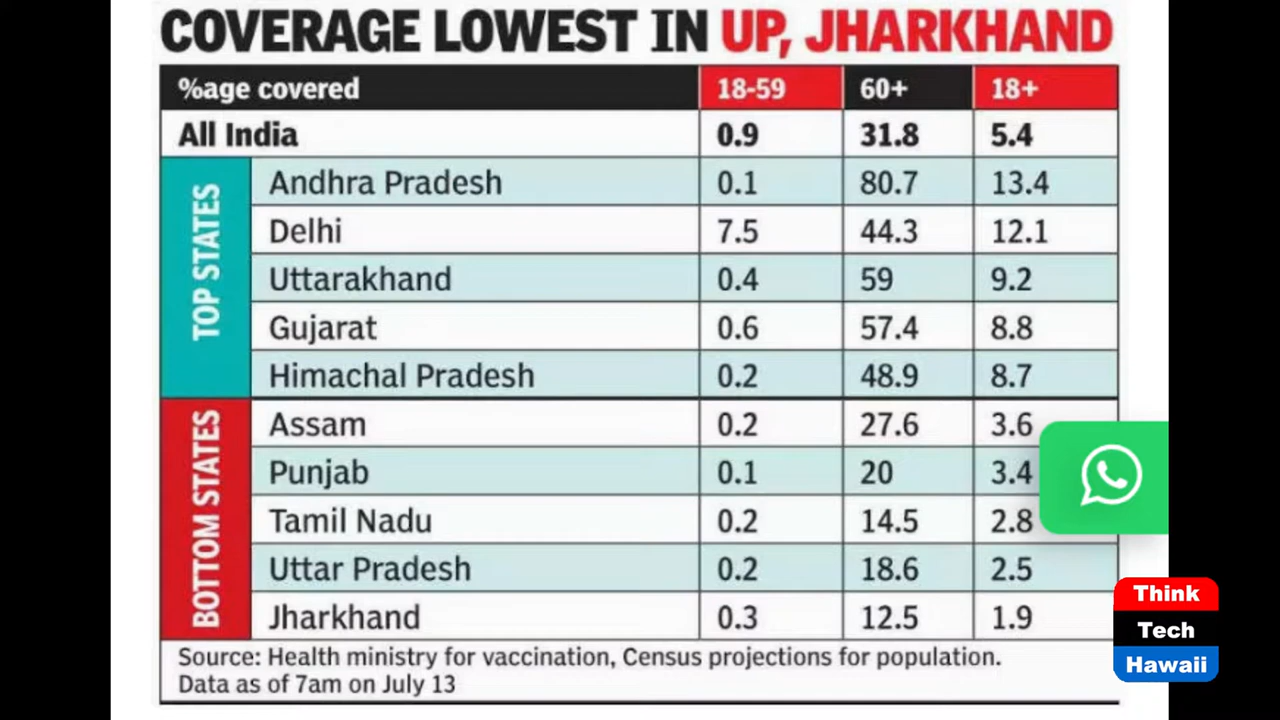 COVERAGE LOWEST IN UP, JHARKHAND
%age covered 18-59 60+ 18+
All India 0.9 31.8 5.4
TOP STATES
Andhra Pradesh 0.1 80.7 13.4
Delhi 7.5 44.3 12.1
Uttarakhand 0.4 59 9.2
Gujarat 0.6 57.4 8.8
Himachal Pradesh 0.2 48.9 8.7
BOTTOM STATES
Assam 0.2 27.6 3.6
Punjab 0.1 20 3.4
Tamil Nadu 0.2 14.5 2.8
Uttar Pradesh 0.2 18.6 2.5
Jharkhand 0.3 12.5 1.9
Source: Health ministry for vaccination, Census projections for population.
Data as of 7am on July 13
Think
Tech
Hawaii